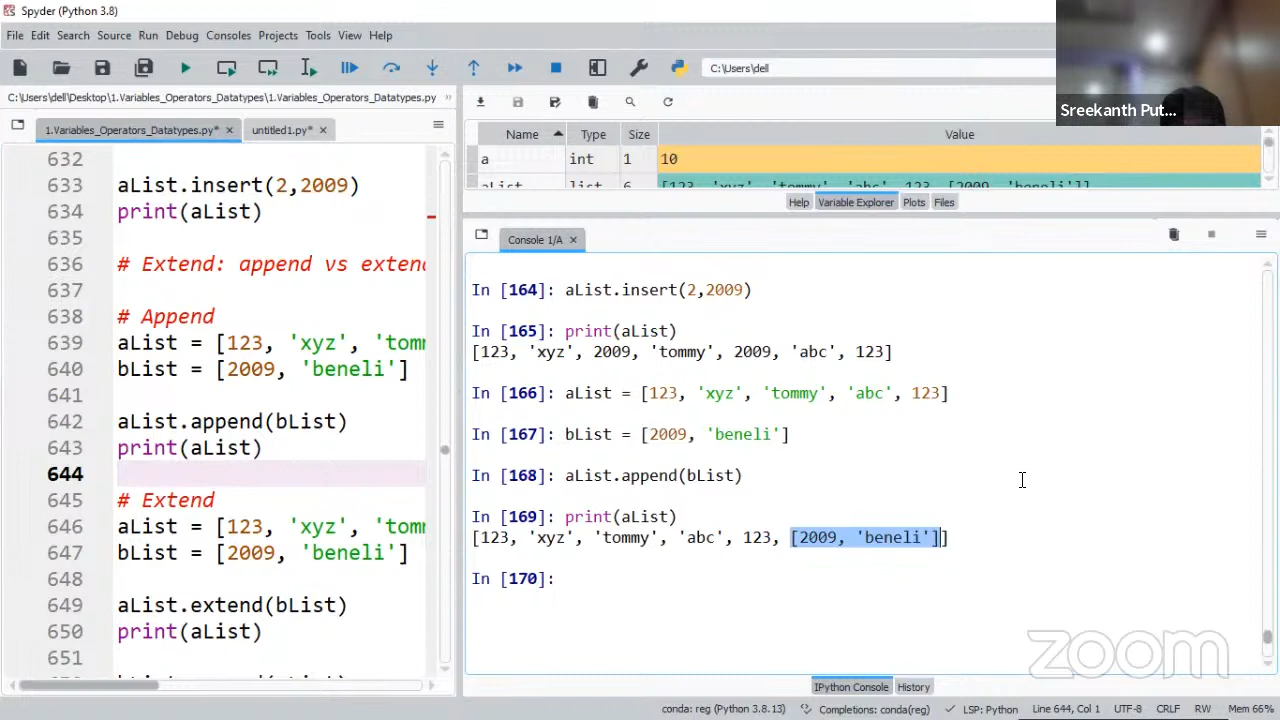 Spyder (Python 3.8)
File Edit Search Source Run Debug Consoles Projects Tools View Help
C:\Users\dell
Sreekanth Put...
C:\Users\dell\Desktop\1.Variables_Operators_Datatypes\1.Variables_Operators_Datatypes.py
1.Variables_Operators_Datatypes.py* untitled1.py*
632
633 aList.insert(2,2009)
634 print(aList)
635
636 # Extend: append vs extend
637
638 # Append
639 aList = [123, 'xyz', 'tomm
640 bList = [2009, 'beneli']
641
642 aList.append(bList)
643 print(aList)
644
645 # Extend
646 aList = [123, 'xyz', 'tomm
647 bList = [2009, 'beneli']
648
649 aList.extend(bList)
650 print(aList)
651
Name Type Size Value
a int 1 10
aList list 6 [123, 'xyz', 'tommy', 'abc', 123, [2009, 'beneli']]
Help Variable Explorer Plots Files
Console 1/A
In [164]: aList.insert(2,2009)
In [165]: print(aList)
[123, 'xyz', 2009, 'tommy', 2009, 'abc', 123]
In [166]: aList = [123, 'xyz', 'tommy', 'abc', 123]
In [167]: bList = [2009, 'beneli']
In [168]: aList.append(bList)
In [169]: print(aList)
[123, 'xyz', 'tommy', 'abc', 123, [2009, 'beneli']]
In [170]:
zoom
IPython Console History
conda: reg (Python 3.8.13) Completions: conda(reg) LSP: Python Line 644, Col 1 UTF-8 CRLF RW Mem 66%